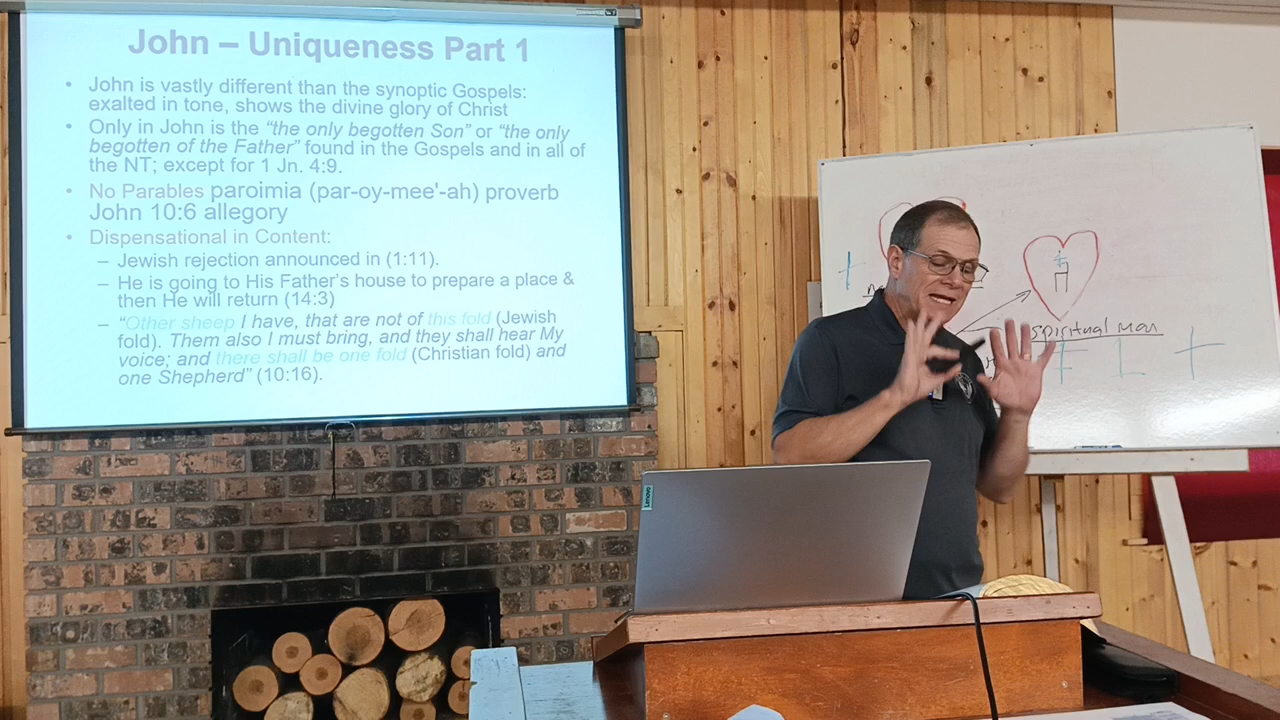 John – Uniqueness Part 1
• John is vastly different than the synoptic Gospels:
exalted in tone, shows the divine glory of Christ
• Only in John is the "the only begotten Son" or "the only
begotten of the Father" found in the Gospels and in all of
the NT; except for 1 Jn. 4:9.
• No Parables paroimia (par-oy-mee'-ah) proverb
John 10:6 allegory
• Dispensational in Content:
– Jewish rejection announced in (1:11).
– He is going to His Father's house to prepare a place &
then He will return (14:3)
– "Other sheep I have, that are not of this fold (Jewish
fold). Them also I must bring, and they shall hear My
voice; and there shall be one fold (Christian fold) and
one Shepherd" (10:16).
spiritual man
Lenovo